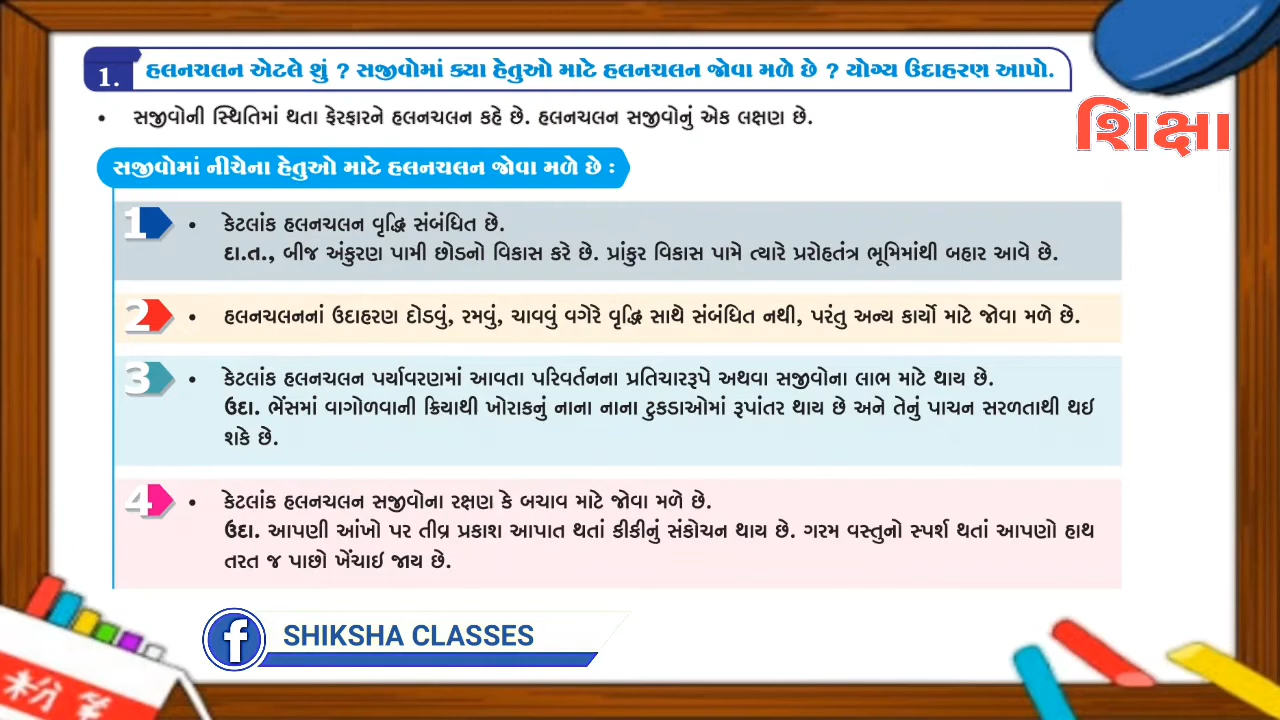 1. હલનચલન એટલે શું ? સજીવોમાં ક્યા હેતુઓ માટે હલનચલન જોવા મળે છે ? યોગ્ય ઉદાહરણ આપો.
• સજીવોની સ્થિતિમાં થતા ફેરફારને હલનચલન કહે છે. હલનચલન સજીવોનું એક લક્ષણ છે.
શિક્ષા
સજીવોમાં નીચેના હેતુઓ માટે હલનચલન જોવા મળે છે :
1 • કેટલાંક હલનચલન વૃદ્ધિ સંબંધિત છે.
દા.ત., બીજ અંકુરણ પામી છોડનો વિકાસ કરે છે. પ્રાંકુર વિકાસ પામે ત્યારે પ્રરોહતંત્ર ભૂમિમાંથી બહાર આવે છે.
2 • હલનચલનનાં ઉદાહરણ દોડવું, રમવું, ચાવવું વગેરે વૃદ્ધિ સાથે સંબંધિત નથી, પરંતુ અન્ય કાર્યો માટે જોવા મળે છે.
3 • કેટલાંક હલનચલન પર્યાવરણમાં આવતા પરિવર્તનના પ્રતિચારરૂપે અથવા સજીવોના લાભ માટે થાય છે.
ઉદા. ભેંસમાં વાગોળવાની ક્રિયાથી ખોરાકનું નાના નાના ટુકડાઓમાં રૂપાંતર થાય છે અને તેનું પાચન સરળતાથી થઈ
શકે છે.
4 • કેટલાંક હલનચલન સજીવોના રક્ષણ કે બચાવ માટે જોવા મળે છે.
ઉદા. આપણી આંખો પર તીવ્ર પ્રકાશ આપાત થતાં કીકીનું સંકોચન થાય છે. ગરમ વસ્તુનો સ્પર્શ થતાં આપણો હાથ
તરત જ પાછો ખેંચાઈ જાય છે.
f SHIKSHA CLASSES